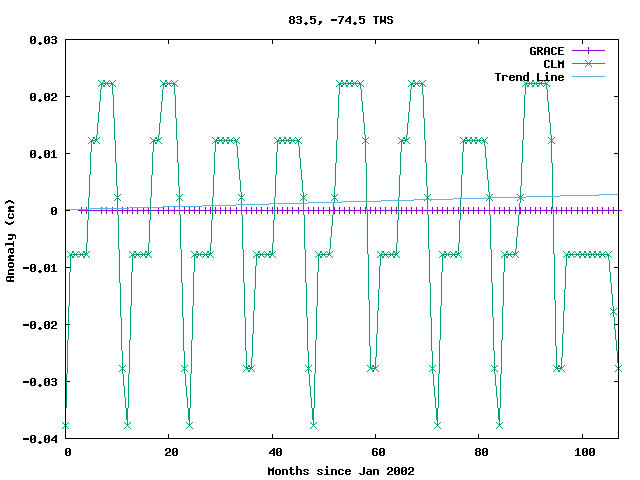 83.5, -74.5 TWS
GRACE
CLM
Trend Line
0.03
0.02
0.01
0
-0.01
-0.02
-0.03
-0.04
Anomaly (cm)
0 20 40 60 80 100
Months since Jan 2002